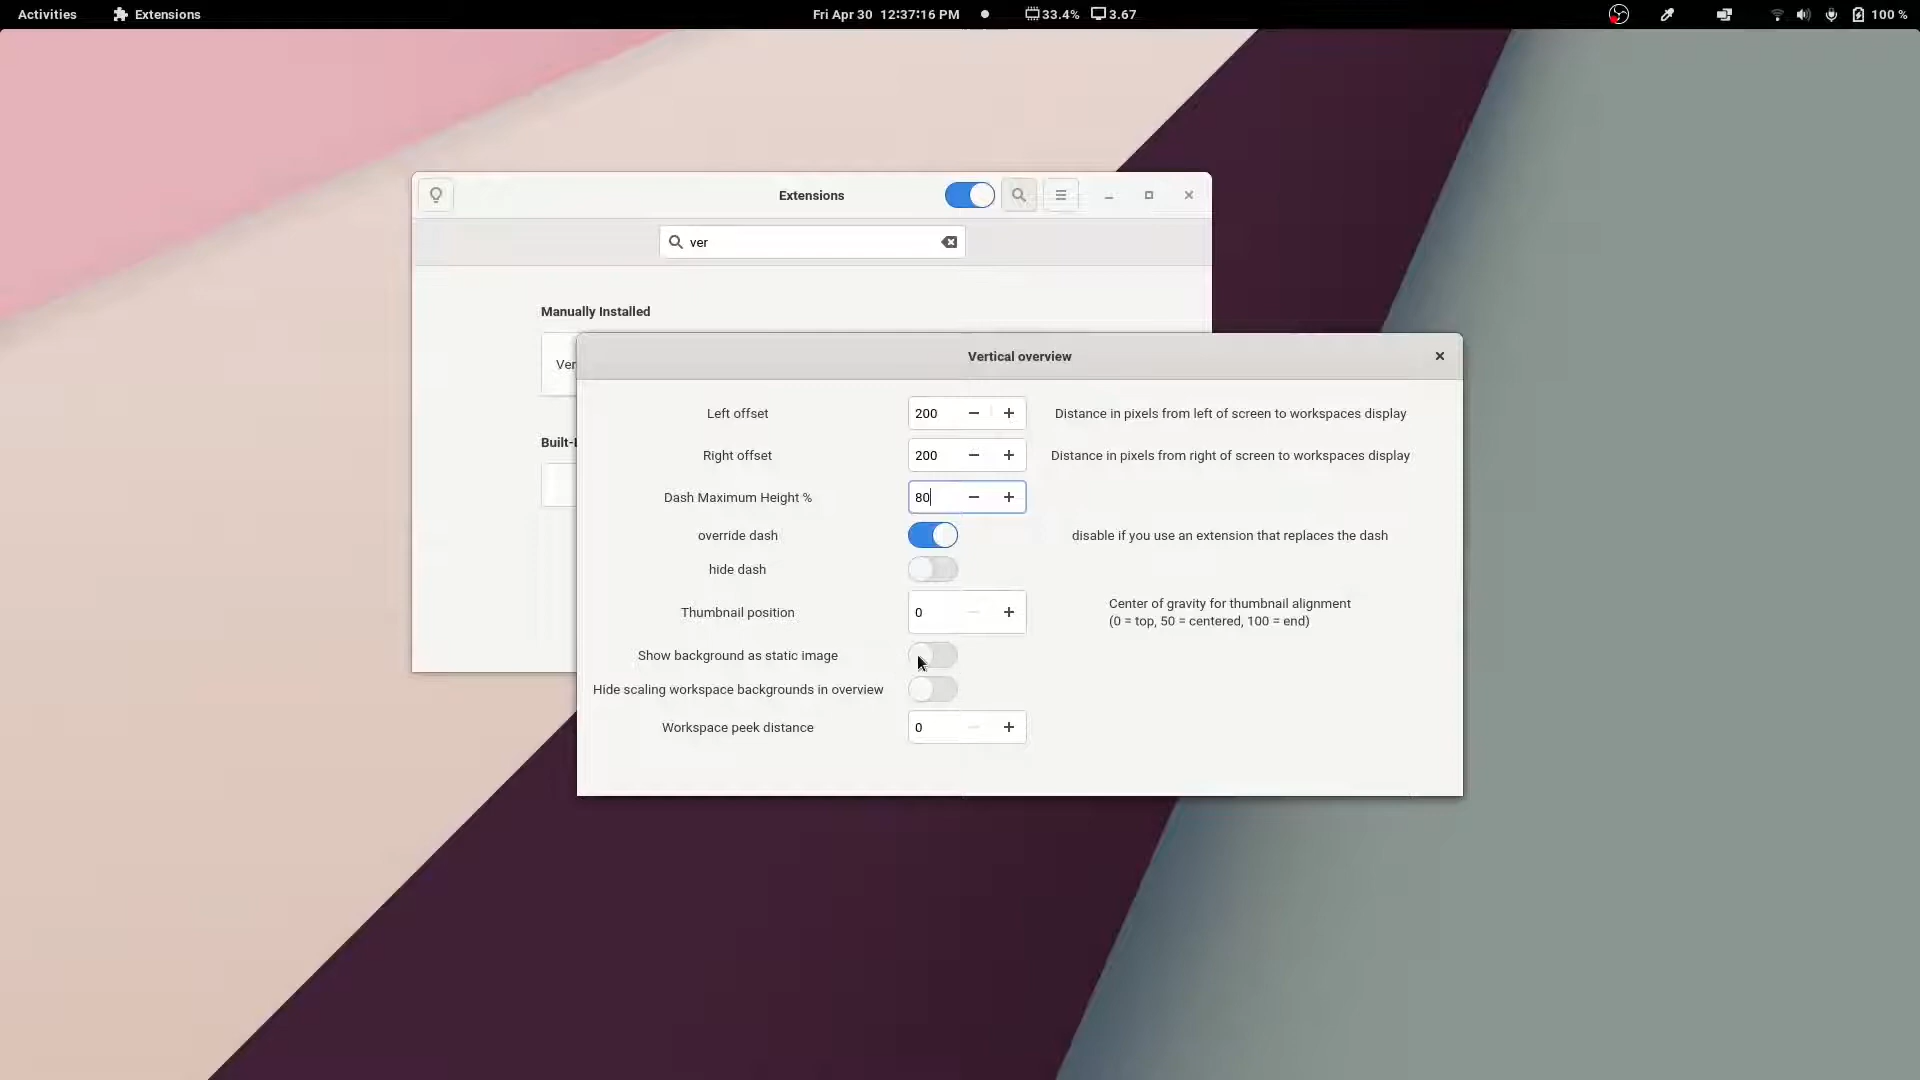 Activities Extensions Fri Apr 30 12:37:16 PM 33.4% 3.67 100 %
Extensions
ver
Manually Installed
Ver
Built-I
Vertical overview
Left offset 200 Distance in pixels from left of screen to workspaces display
Right offset 200 Distance in pixels from right of screen to workspaces display
Dash Maximum Height % 80
override dash disable if you use an extension that replaces the dash
hide dash
Thumbnail position 0 Center of gravity for thumbnail alignment
(0 = top, 50 = centered, 100 = end)
Show background as static image
Hide scaling workspace backgrounds in overview
Workspace peek distance 0